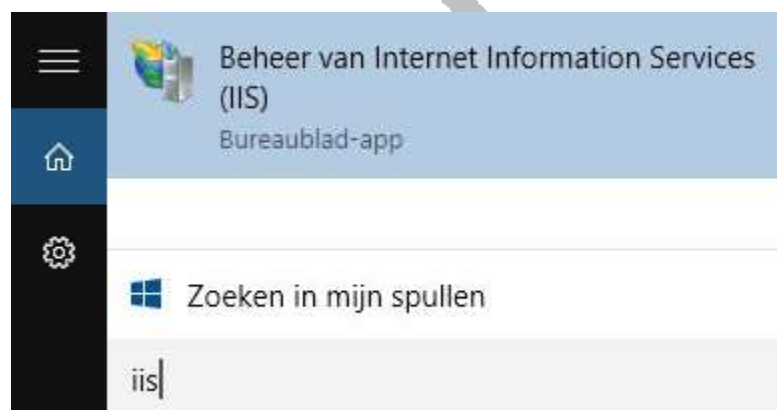 Beheer van Internet Information Services
(IIS)
Bureaublad-app
Zoeken in mijn spullen
iis